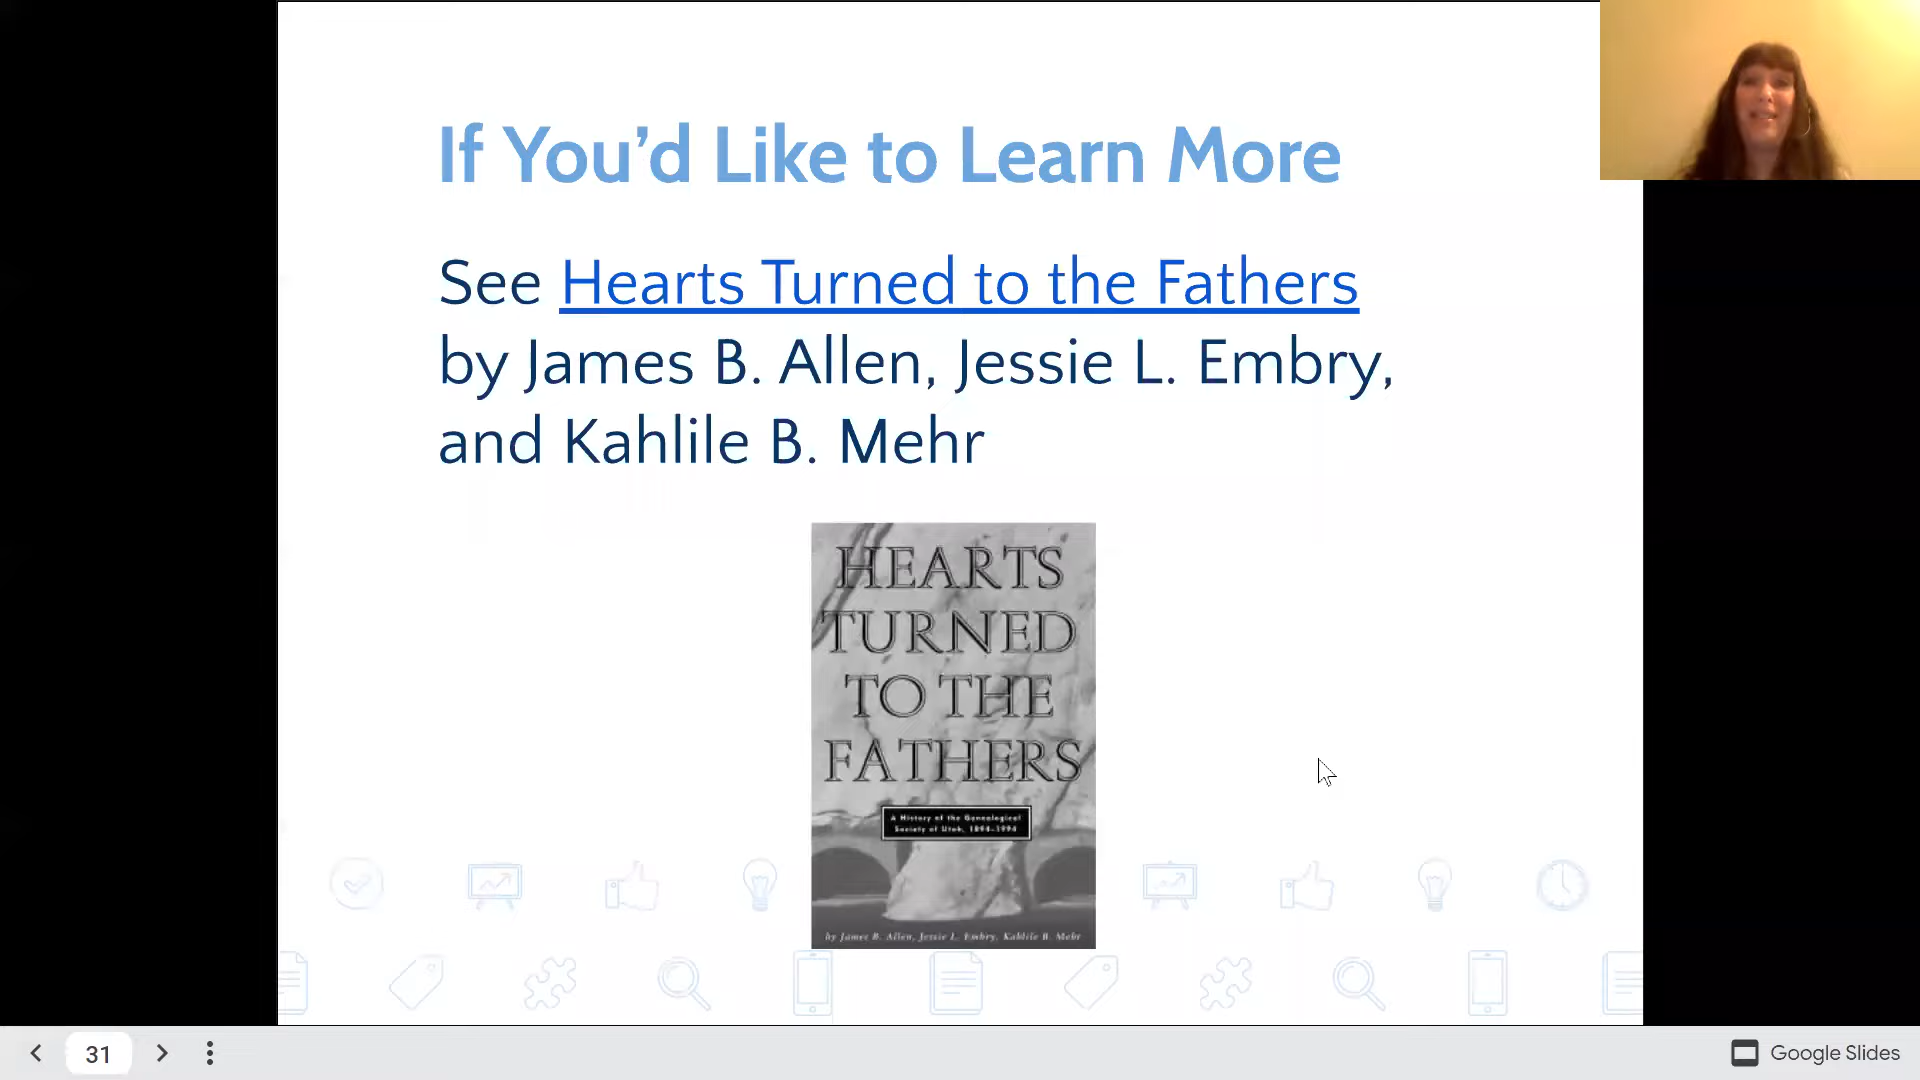 If You’d Like to Learn More
See Hearts Turned to the Fathers
by James B. Allen, Jessie L. Embry,
and Kahlile B. Mehr
HEARTS
TURNED
TO THE
FATHERS
A History of the Genealogical
Society of Utah, 1894–1994
by James B. Allen, Jessie L. Embry, Kahlile B. Mehr
31
Google Slides